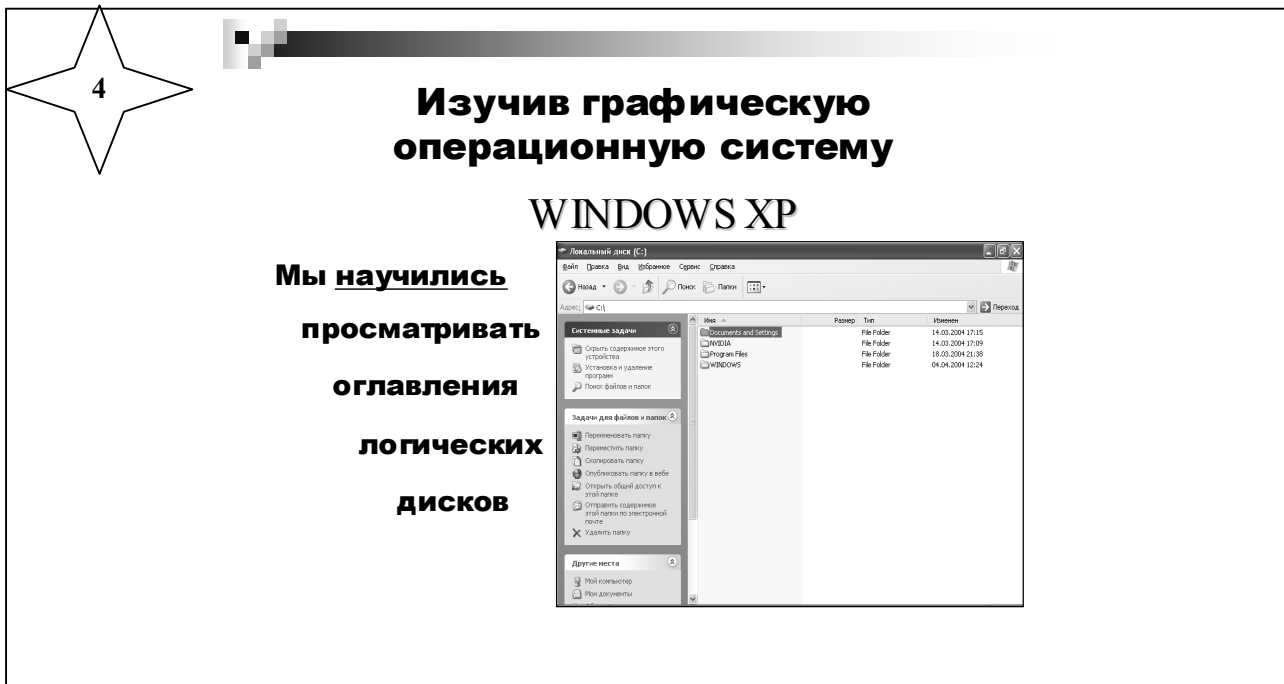 4
Изучив графическую
операционную систему
WINDOWS XP
Мы научились
просматривать
оглавления
логических
дисков
Локальный диск (C:)
Файл Правка Вид Избранное Сервис Справка
Назад Поиск Папки
Адрес: C:\ Переход
Системные задачи
Скрыть содержимое этого
устройства
Установка и удаление
программ
Поиск файлов и папок
Задачи для файлов и папок
Переименовать папку
Переместить папку
Скопировать папку
Опубликовать папку в вебе
Открыть общий доступ к
этой папке
Отправить содержимое
этой папки по электронной
почте
Удалить папку
Другие места
Мой компьютер
Мои документы
Имя Размер Тип Изменен
Documents and Settings File Folder 14.03.2004 17:15
NVIDIA File Folder 14.03.2004 17:09
Program Files File Folder 18.03.2004 21:38
WINDOWS File Folder 04.04.2004 12:24